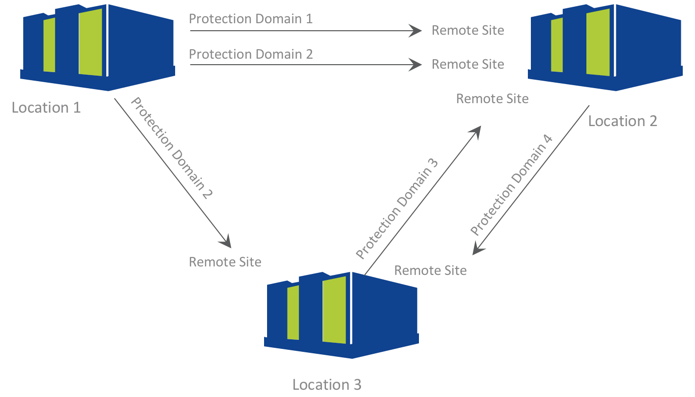 Protection Domain 1
Remote Site
Protection Domain 2
Remote Site
Location 1
Remote Site
Location 2
Protection Domain 2
Protection Domain 3
Protection Domain 4
Remote Site
Remote Site
Location 3